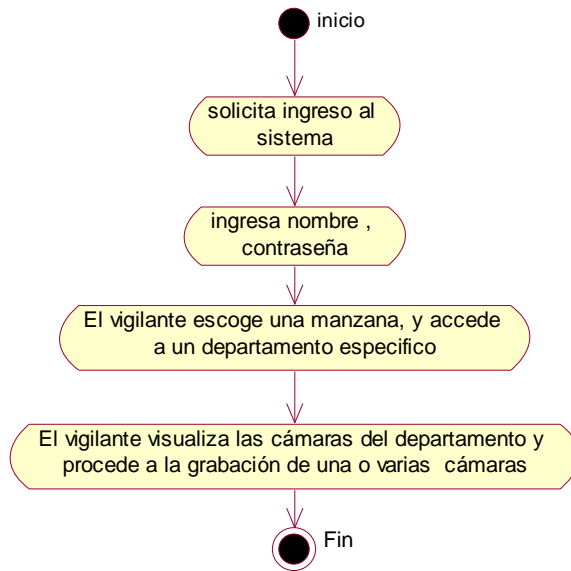 inicio
solicita ingreso al
sistema
ingresa nombre ,
contraseña
El vigilante escoge una manzana, y accede
a un departamento especifico
El vigilante visualiza las cámaras del departamento y
procede a la grabación de una o varias  cámaras
Fin